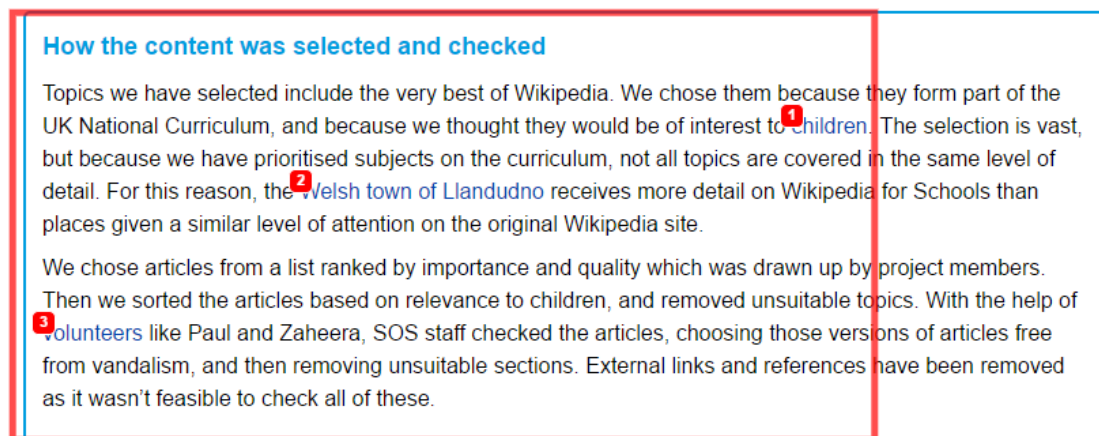 How the content was selected and checked
Topics we have selected include the very best of Wikipedia. We chose them because they form part of the
UK National Curriculum, and because we thought they would be of interest to 1 children. The selection is vast,
but because we have prioritised subjects on the curriculum, not all topics are covered in the same level of
detail. For this reason, the 2 Welsh town of Llandudno receives more detail on Wikipedia for Schools than
places given a similar level of attention on the original Wikipedia site.
We chose articles from a list ranked by importance and quality which was drawn up by project members.
Then we sorted the articles based on relevance to children, and removed unsuitable topics. With the help of
3 volunteers like Paul and Zaheera, SOS staff checked the articles, choosing those versions of articles free
from vandalism, and then removing unsuitable sections. External links and references have been removed
as it wasn't feasible to check all of these.